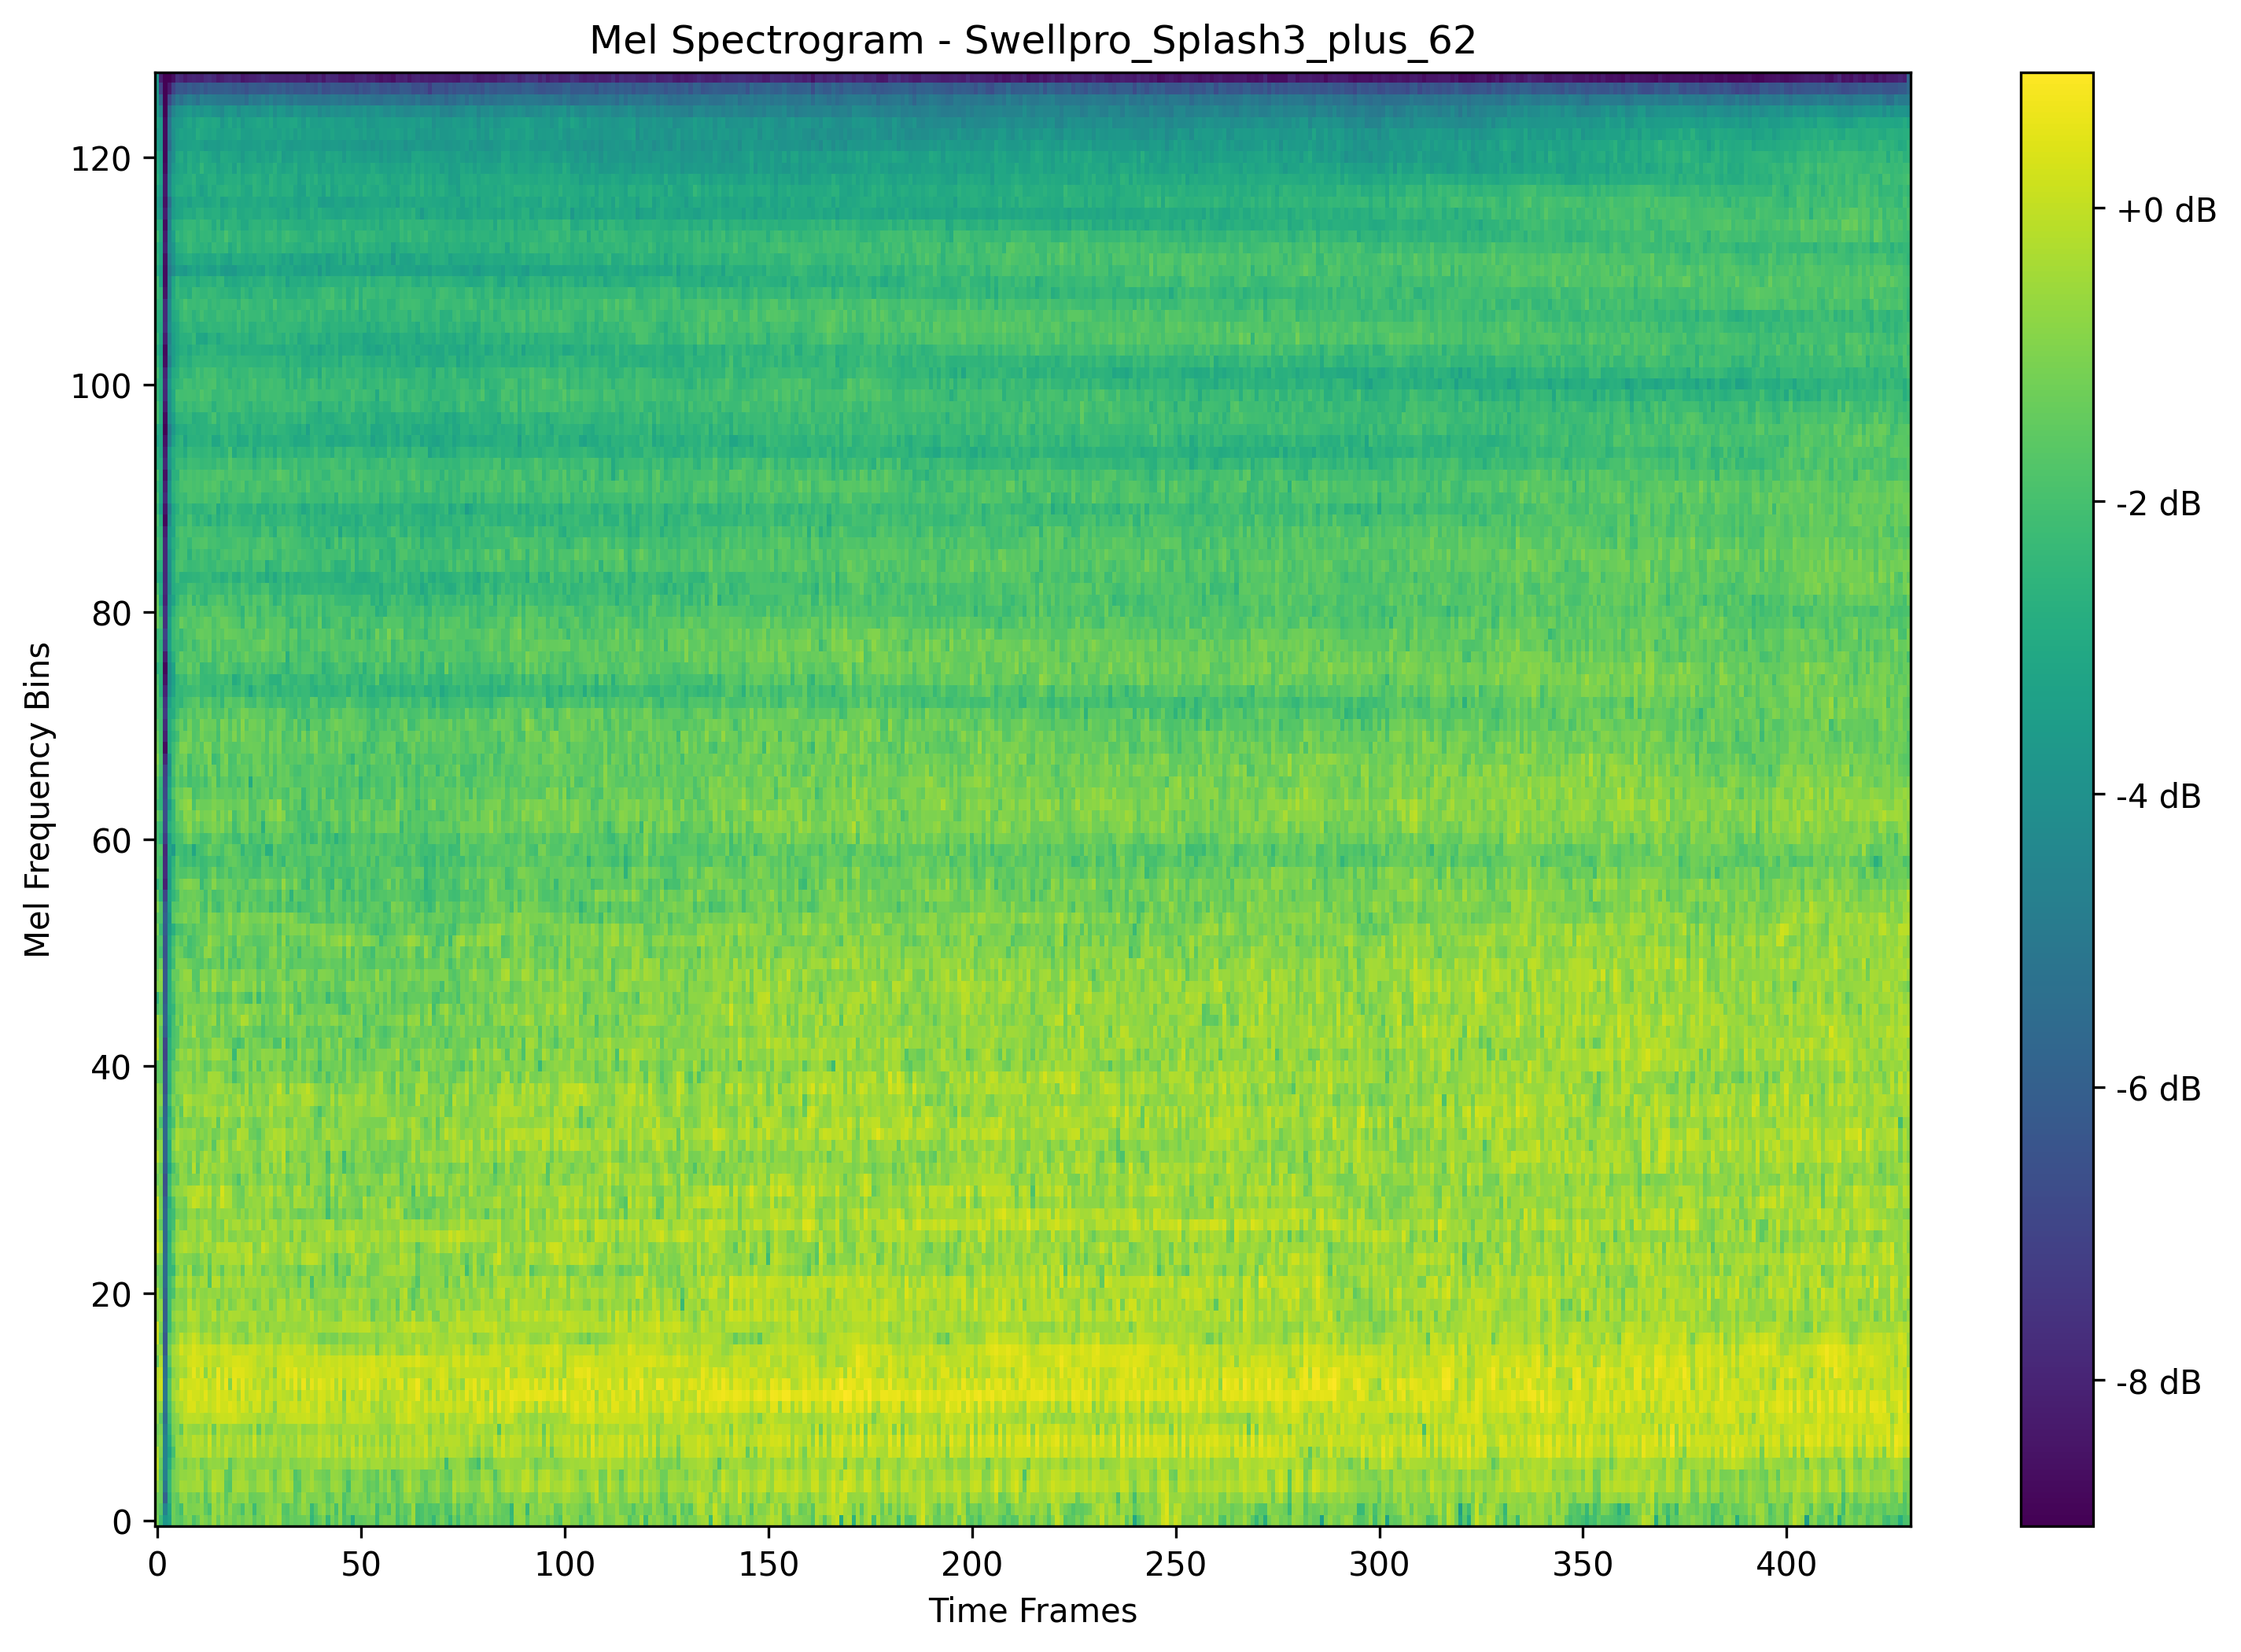 Mel Spectrogram - Swellpro_Splash3_plus_62
Mel Frequency Bins
120
100
80
60
40
20
0
0 50 100 150 200 250 300 350 400
Time Frames
+0 dB
-2 dB
-4 dB
-6 dB
-8 dB